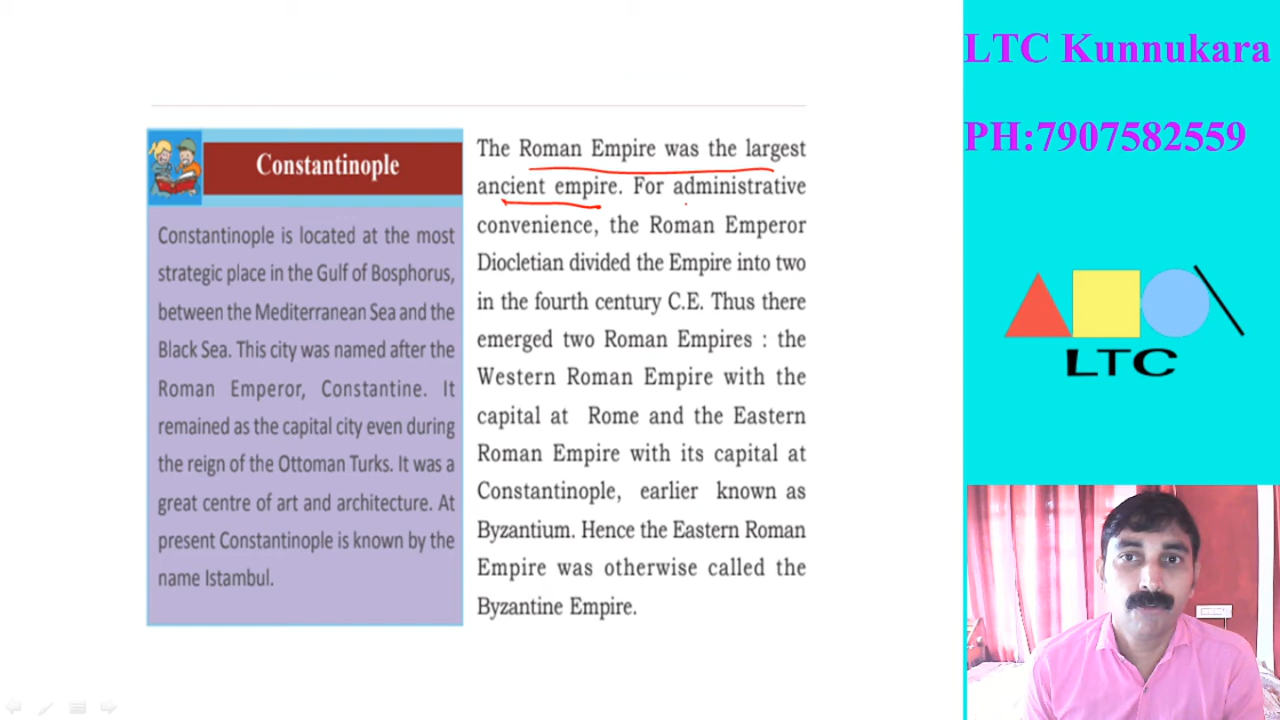 Constantinople
Constantinople is located at the most
strategic place in the Gulf of Bosphorus,
between the Mediterranean Sea and the
Black Sea. This city was named after the
Roman Emperor, Constantine. It
remained as the capital city even during
the reign of the Ottoman Turks. It was a
great centre of art and architecture. At
present Constantinople is known by the
name Istambul.
The Roman Empire was the largest
ancient empire. For administrative
convenience, the Roman Emperor
Diocletian divided the Empire into two
in the fourth century C.E. Thus there
emerged two Roman Empires : the
Western Roman Empire with the
capital at Rome and the Eastern
Roman Empire with its capital at
Constantinople, earlier known as
Byzantium. Hence the Eastern Roman
Empire was otherwise called the
Byzantine Empire.
LTC Kunnukara
PH:7907582559
LTC